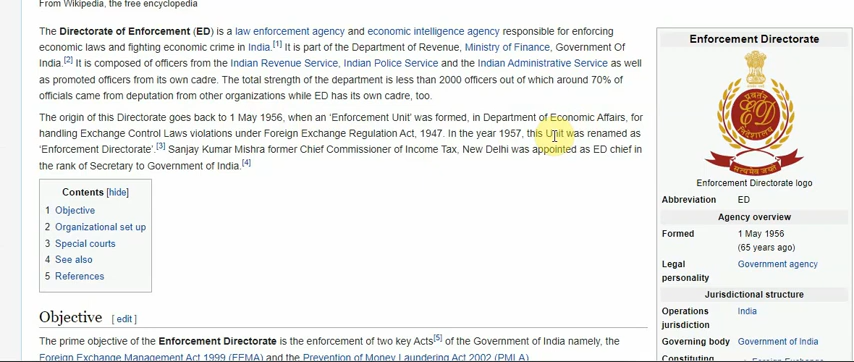 From Wikipedia, the free encyclopedia
The Directorate of Enforcement (ED) is a law enforcement agency and economic intelligence agency responsible for enforcing
economic laws and fighting economic crime in India.[1] It is part of the Department of Revenue, Ministry of Finance, Government Of
India.[2] It is composed of officers from the Indian Revenue Service, Indian Police Service and the Indian Administrative Service as well
as promoted officers from its own cadre. The total strength of the department is less than 2000 officers out of which around 70% of
officials came from deputation from other organizations while ED has its own cadre, too.
The origin of this Directorate goes back to 1 May 1956, when an ‘Enforcement Unit’ was formed, in Department of Economic Affairs, for
handling Exchange Control Laws violations under Foreign Exchange Regulation Act, 1947. In the year 1957, this Unit was renamed as
‘Enforcement Directorate’.[3] Sanjay Kumar Mishra former Chief Commissioner of Income Tax, New Delhi was appointed as ED chief in
the rank of Secretary to Government of India.[4]
Contents [hide]
1 Objective
2 Organizational set up
3 Special courts
4 See also
5 References
Objective [ edit ]
The prime objective of the Enforcement Directorate is the enforcement of two key Acts[5] of the Government of India namely, the
Foreign Exchange Management Act 1999 (FEMA) and the Prevention of Money Laundering Act 2002 (PMLA)
Enforcement Directorate
ED
Enforcement Directorate logo
Abbreviation ED
Agency overview
Formed 1 May 1956
(65 years ago)
Legal Government agency
personality
Jurisdictional structure
Operations India
jurisdiction
Governing body Government of India
Constituting Foreign Exchange